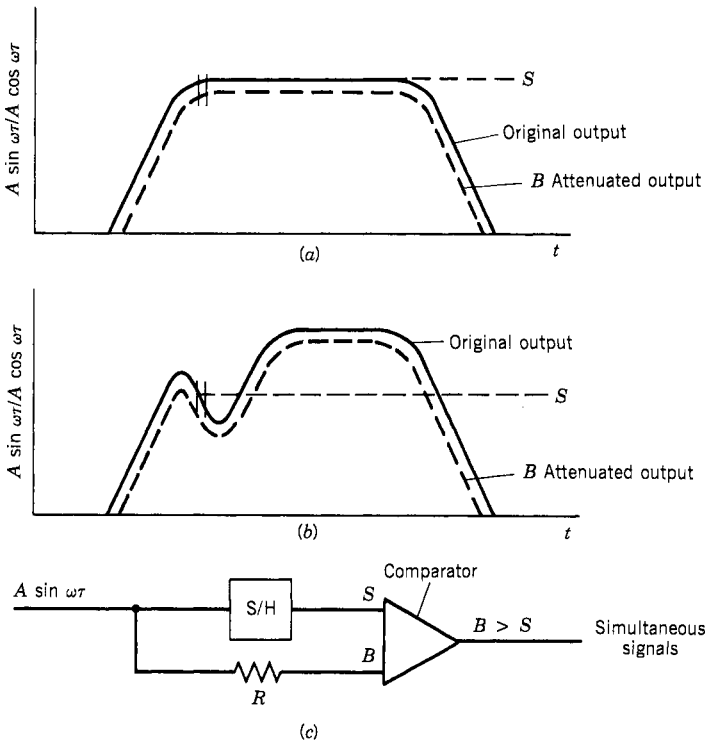 A sin ωτ/A cos ωτ
S
Original output
B Attenuated output
(a)
t
A sin ωτ/A cos ωτ
Original output
S
B Attenuated output
(b)
t
Comparator
A sin ωτ
S/H
S
B > S
Simultaneous
signals
B
R
(c)